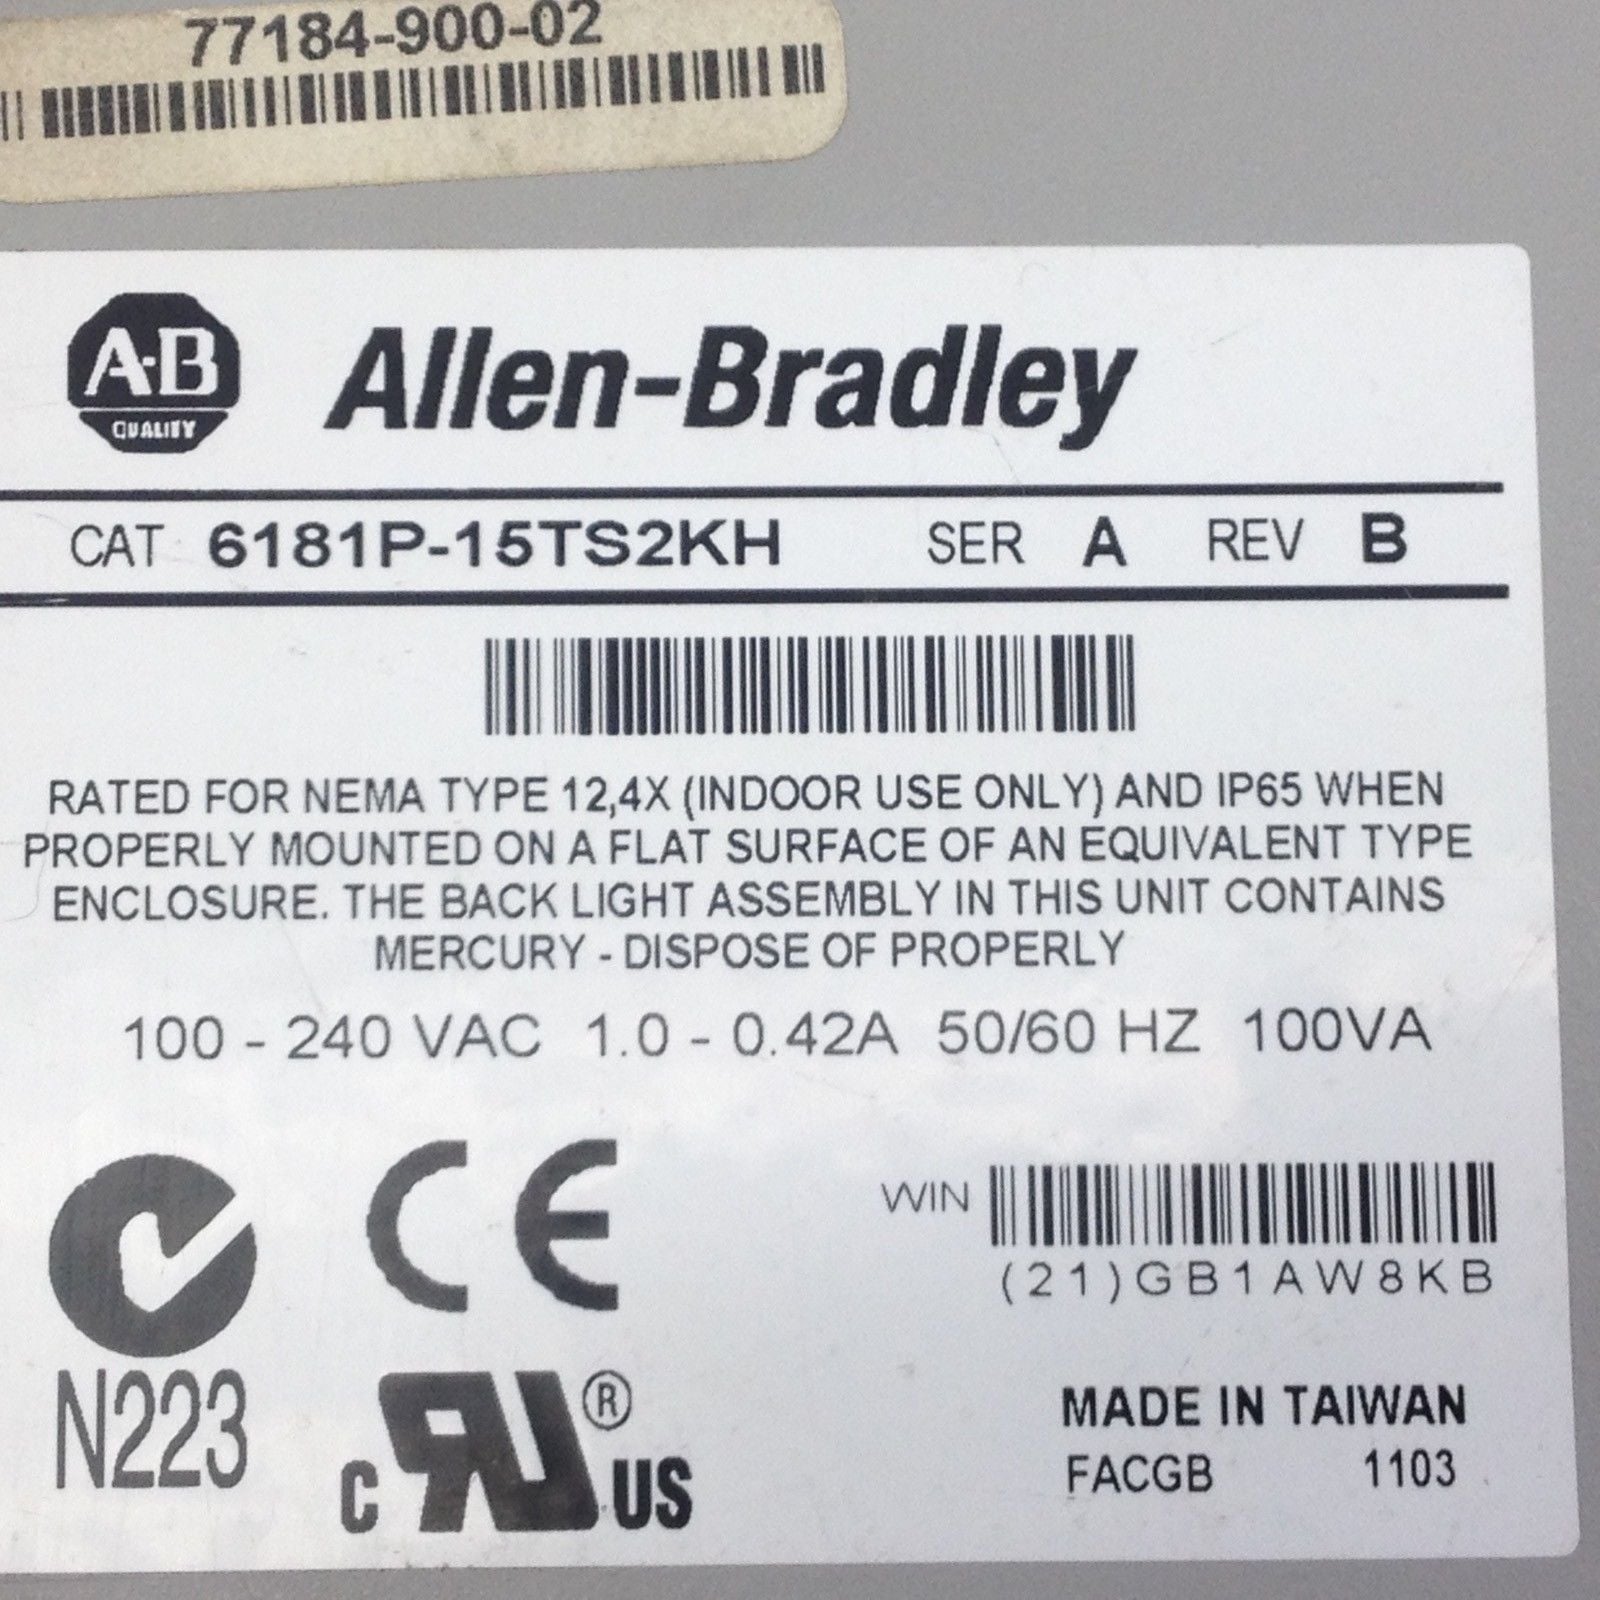 77184-900-02
A-B
QUALITY
Allen-Bradley
CAT 6181P-15TS2KH SER A REV B
RATED FOR NEMA TYPE 12,4X (INDOOR USE ONLY) AND IP65 WHEN
PROPERLY MOUNTED ON A FLAT SURFACE OF AN EQUIVALENT TYPE
ENCLOSURE. THE BACK LIGHT ASSEMBLY IN THIS UNIT CONTAINS
MERCURY - DISPOSE OF PROPERLY
100 - 240 VAC 1.0 - 0.42A 50/60 HZ 100VA
CE
WIN
(21)GB1AW8KB
N223
C RU ® US
MADE IN TAIWAN
FACGB 1103